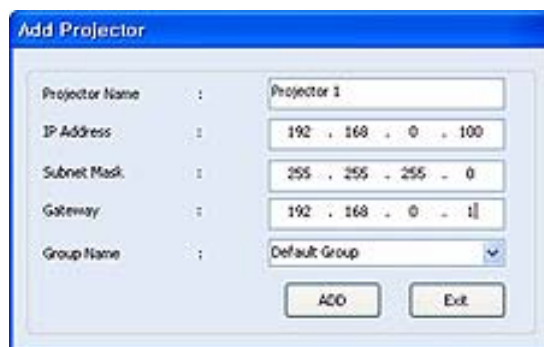 Add Projector
Projector Name : Projector 1
IP Address : 192 . 168 . 0 . 100
Subnet Mask : 255 . 255 . 255 . 0
Gateway : 192 . 168 . 0 . 1
Group Name : Default Group
ADD Exit